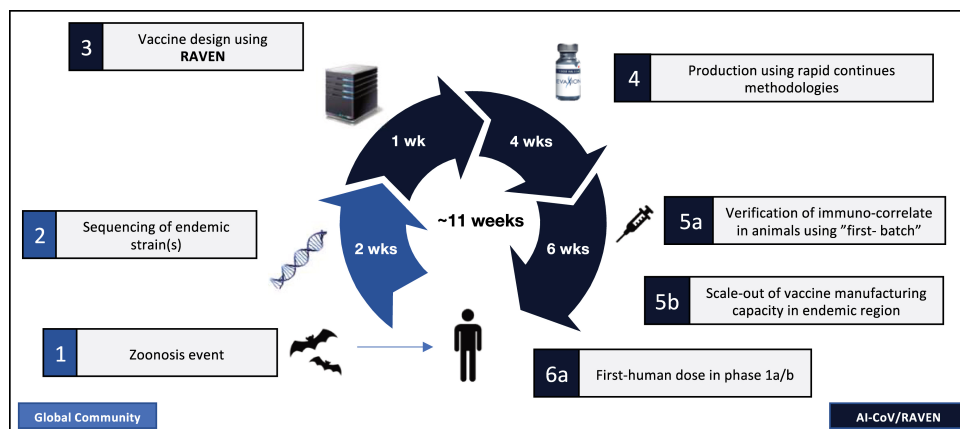 3
Vaccine design using
RAVEN
4
Production using rapid continues
methodologies
1 wk
4 wks
2
Sequencing of endemic
strain(s)
2 wks
~11 weeks
6 wks
5a
Verification of immuno-correlate
in animals using ”first- batch”
5b
Scale-out of vaccine manufacturing
capacity in endemic region
1
Zoonosis event
6a
First-human dose in phase 1a/b
Global Community
AI-CoV/RAVEN